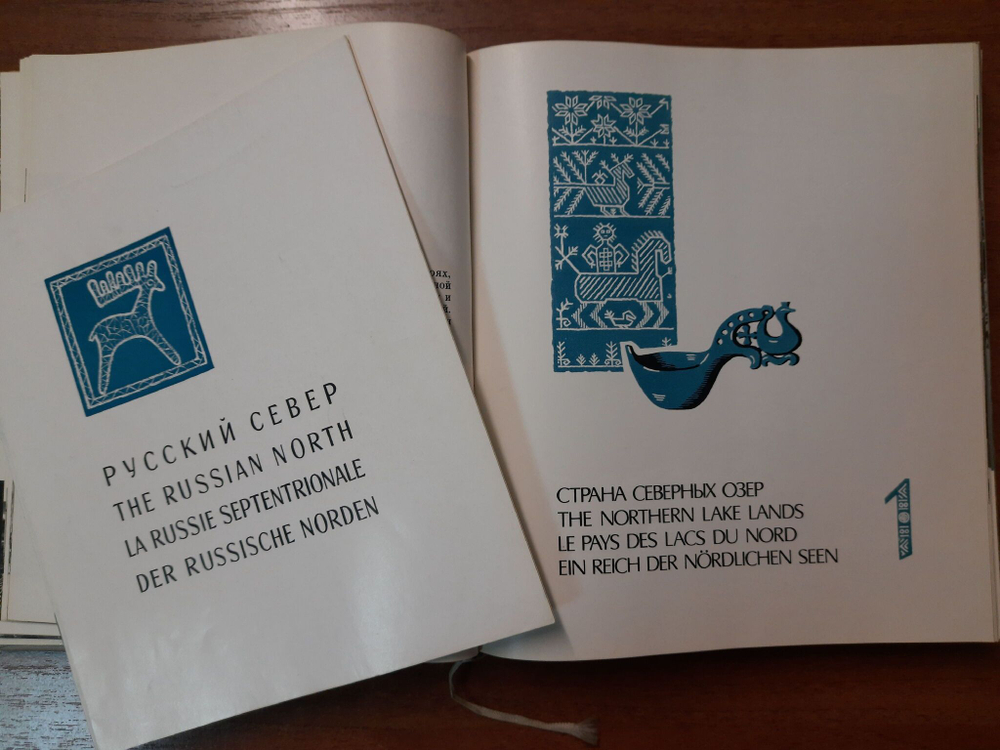 РУССКИЙ СЕВЕР
THE RUSSIAN NORTH
LA RUSSIE SEPTENTRIONALE
DER RUSSISCHE NORDEN
и
СТРАНА СЕВЕРНЫХ ОЗЕР
THE NORTHERN LAKE LANDS
LE PAYS DES LACS DU NORD
EIN REICH DER NÖRDLICHEN SEEN
1